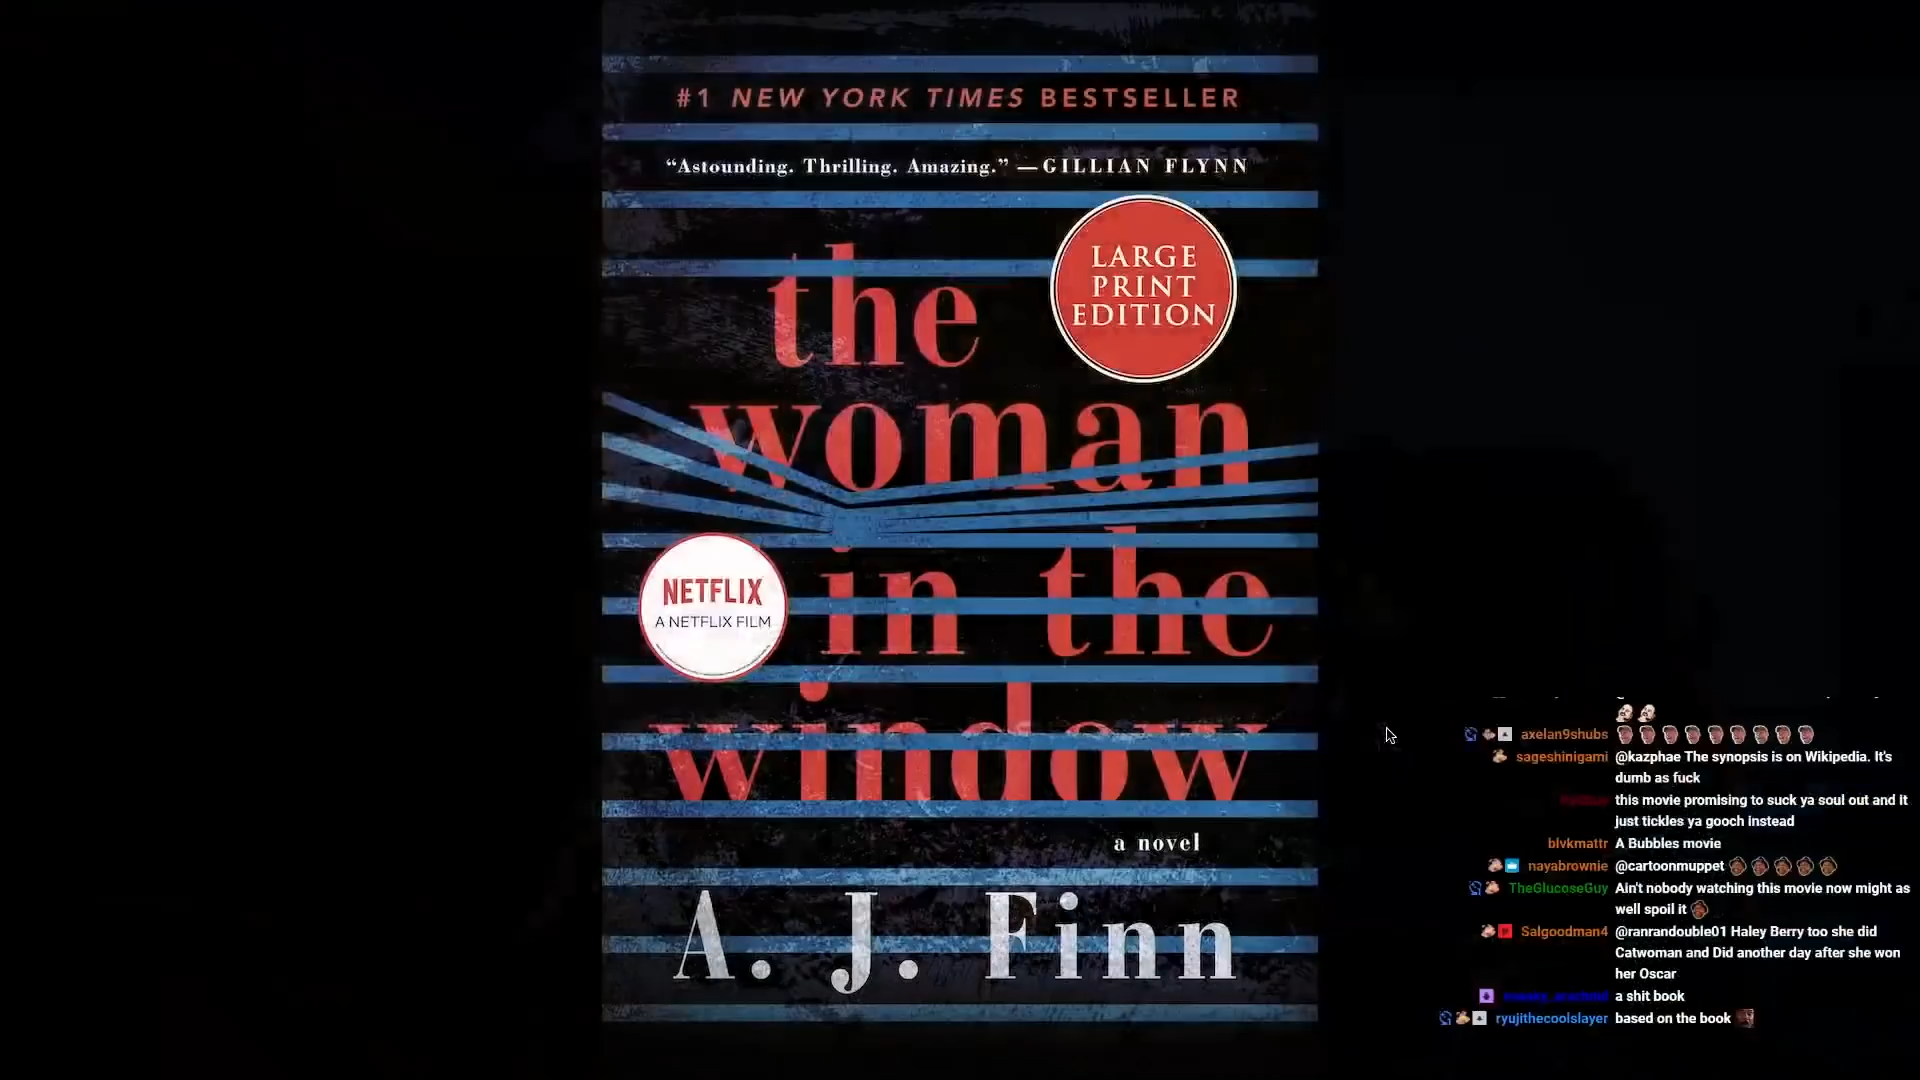 #1 NEW YORK TIMES BESTSELLER
“Astounding. Thrilling. Amazing.” —GILLIAN FLYNN
LARGE
PRINT
EDITION
the
woman
in the
window
NETFLIX
A NETFLIX FILM
a novel
A. J. Finn
axelan9shubs
sageshinigami @kazphae The synopsis is on Wikipedia. It's
dumb as fuck
this movie promising to suck ya soul out and it
just tickles ya gooch instead
blvkmattr A Bubbles movie
nayabrownie @cartoonmuppet
TheGlucoseGuy Ain't nobody watching this movie now might as
well spoil it
Salgoodman4 @ranrandouble01 Haley Berry too she did
Catwoman and Did another day after she won
her Oscar
a shit book
ryujithecoolslayer based on the book